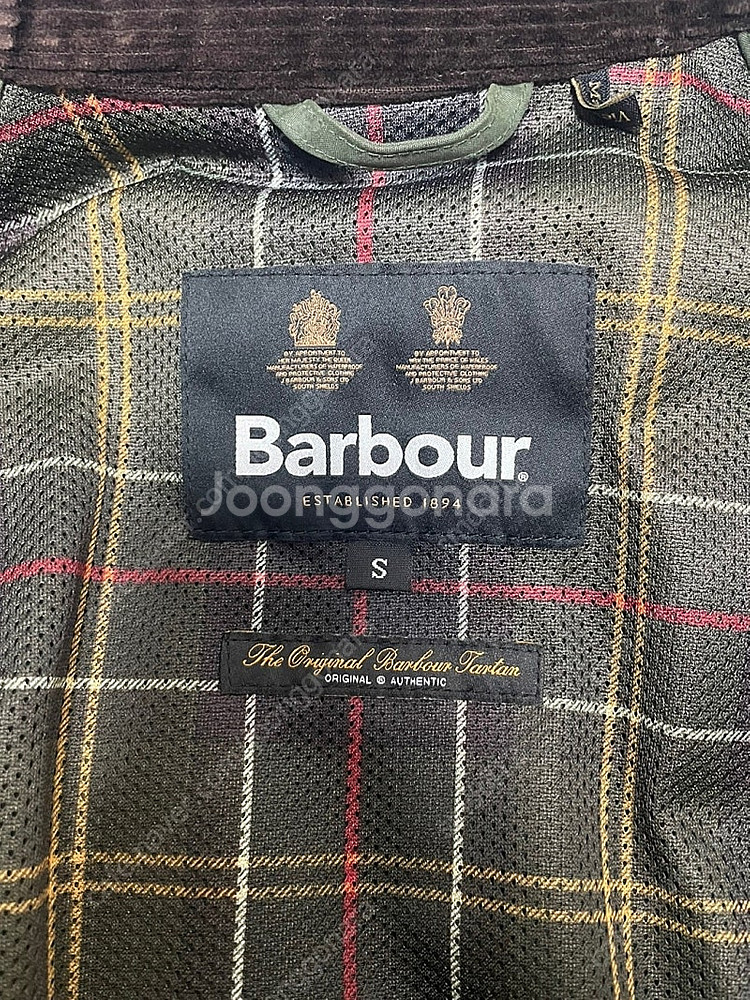 BY APPOINTMENT TO
HER MAJESTY THE QUEEN
MANUFACTURERS OF WATERPROOF
AND PROTECTIVE CLOTHING
J BARBOUR & SONS LTD
SOUTH SHIELDS
BY APPOINTMENT TO
HRH THE PRINCE OF WALES
MANUFACTURERS OF WATERPROOF
AND PROTECTIVE CLOTHING
J BARBOUR & SONS LTD
SOUTH SHIELDS
Barbour®
ESTABLISHED 1894
Joonggonara
S
The Original Barbour Tartan
ORIGINAL ® AUTHENTIC